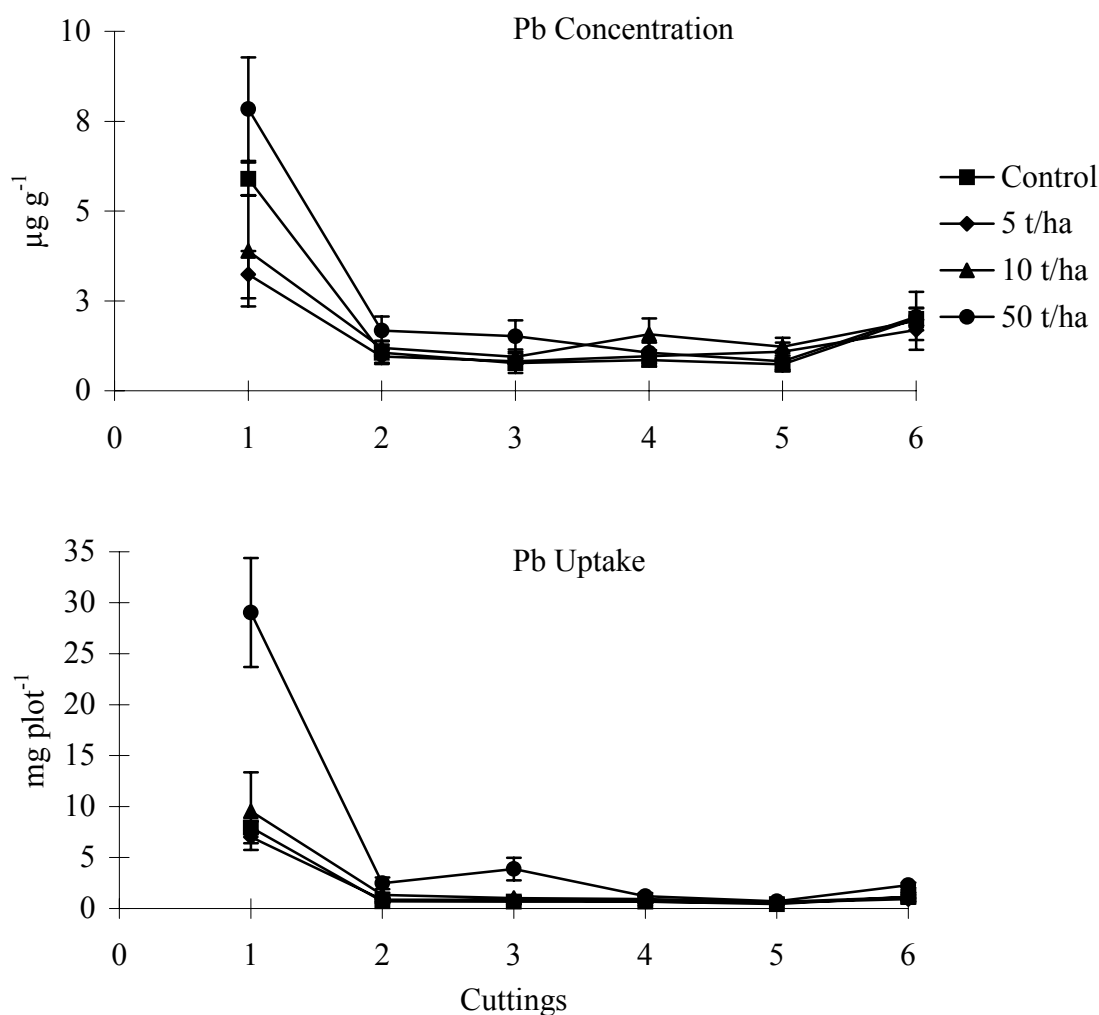 Pb Concentration
10
8
5
3
0
µg g-1
0 1 2 3 4 5 6
Control
5 t/ha
10 t/ha
50 t/ha
Pb Uptake
35
30
25
20
15
10
5
0
mg plot-1
0 1 2 3 4 5 6
Cuttings